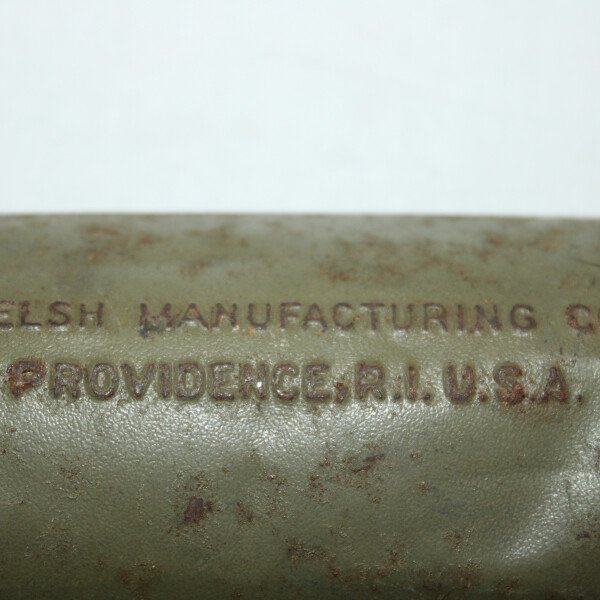 ELSH MANUFACTURING CO
PROVIDENCE, R.I. U.S.A.